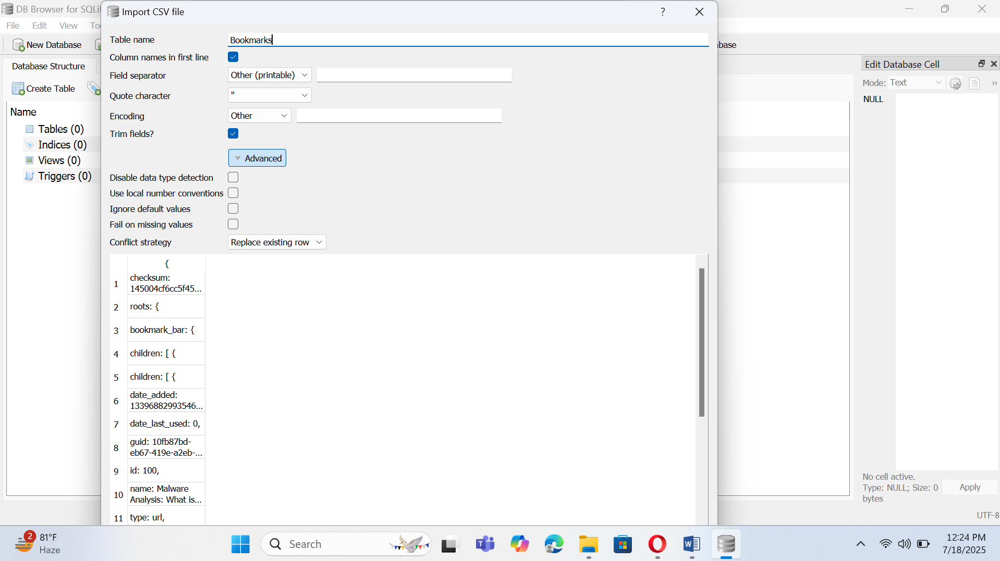 DB Browser for SQLit
Import CSV file
?
File Edit View Too
New Database
base
Table name
Bookmarks
Column names in first line
Field separator
Other (printable)
Quote character
"
Encoding
Other
Trim fields?
Advanced
Disable data type detection
Use local number conventions
Ignore default values
Fail on missing values
Conflict strategy
Replace existing row
Database Structure
Create Table
Name
Tables (0)
Indices (0)
Views (0)
Triggers (0)
{
1 checksum:
145004cf6cc5f45...
2 roots: {
3 bookmark_bar: {
4 children: [ {
5 children: [ {
6 date_added:
13396882993546...
7 date_last_used: 0,
8 guid: 10fb87bd-
eb67-419e-a2eb-...
9 id: 100,
10 name: Malware
Analysis: What is...
11 type: url,
Edit Database Cell
Mode: Text
»
NULL
No cell active.
Type: NULL; Size: 0
bytes
Apply
UTF-8
2
81°F
Haze
Search
T
W
12:24 PM
7/18/2025